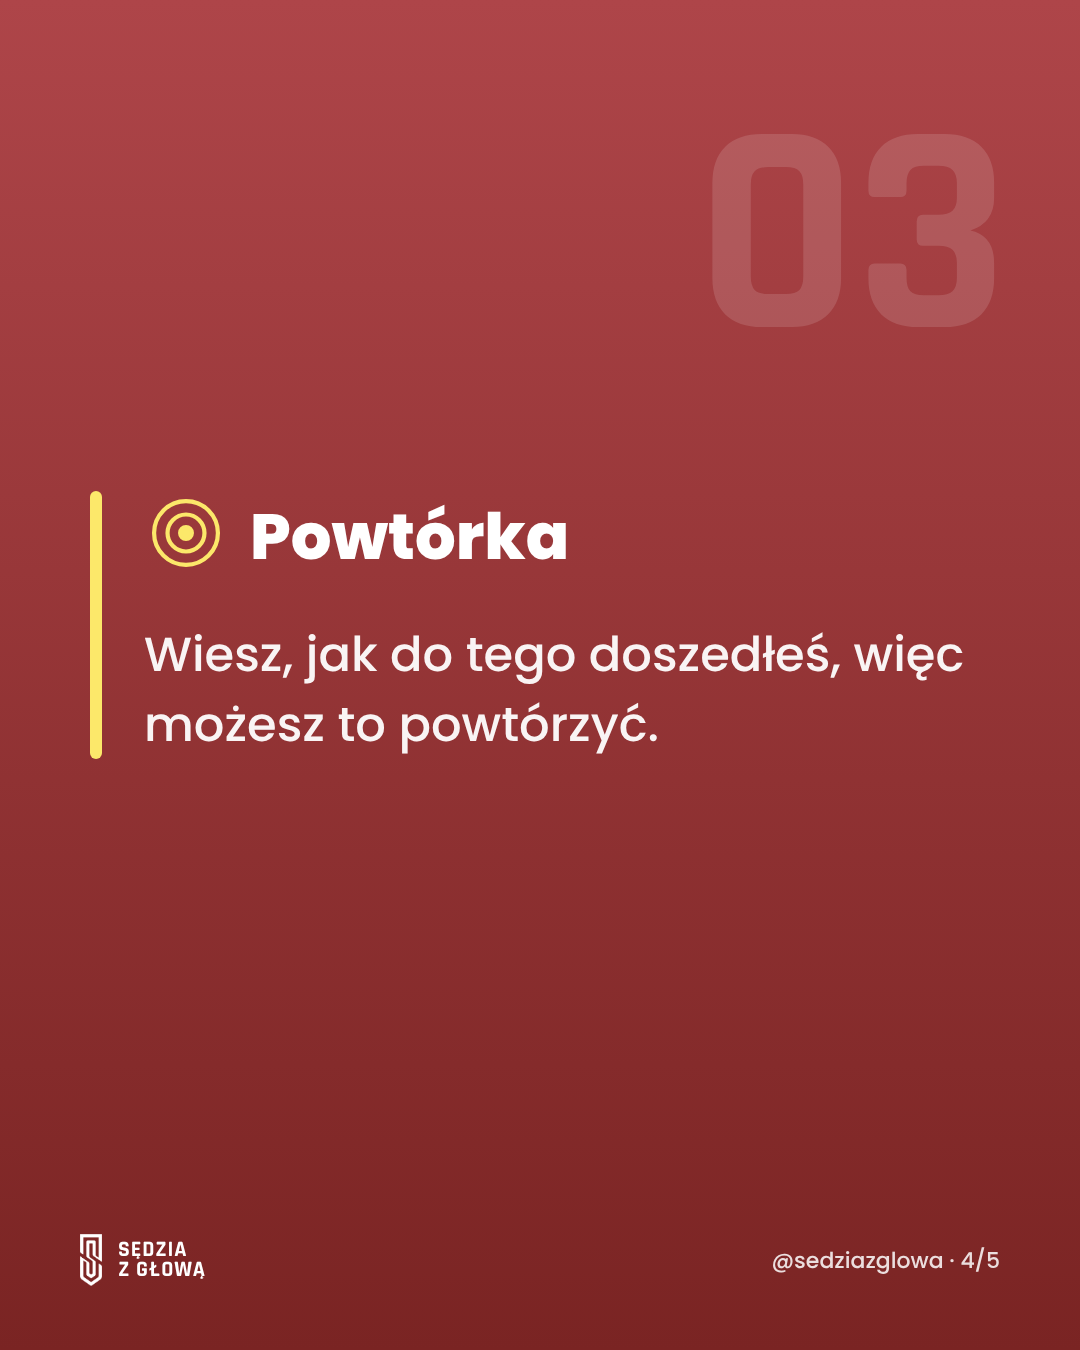 03
Powtórka
Wiesz, jak do tego doszedłeś, więc
możesz to powtórzyć.
SĘDZIA
Z GŁOWĄ
@sedziazglowa · 4/5